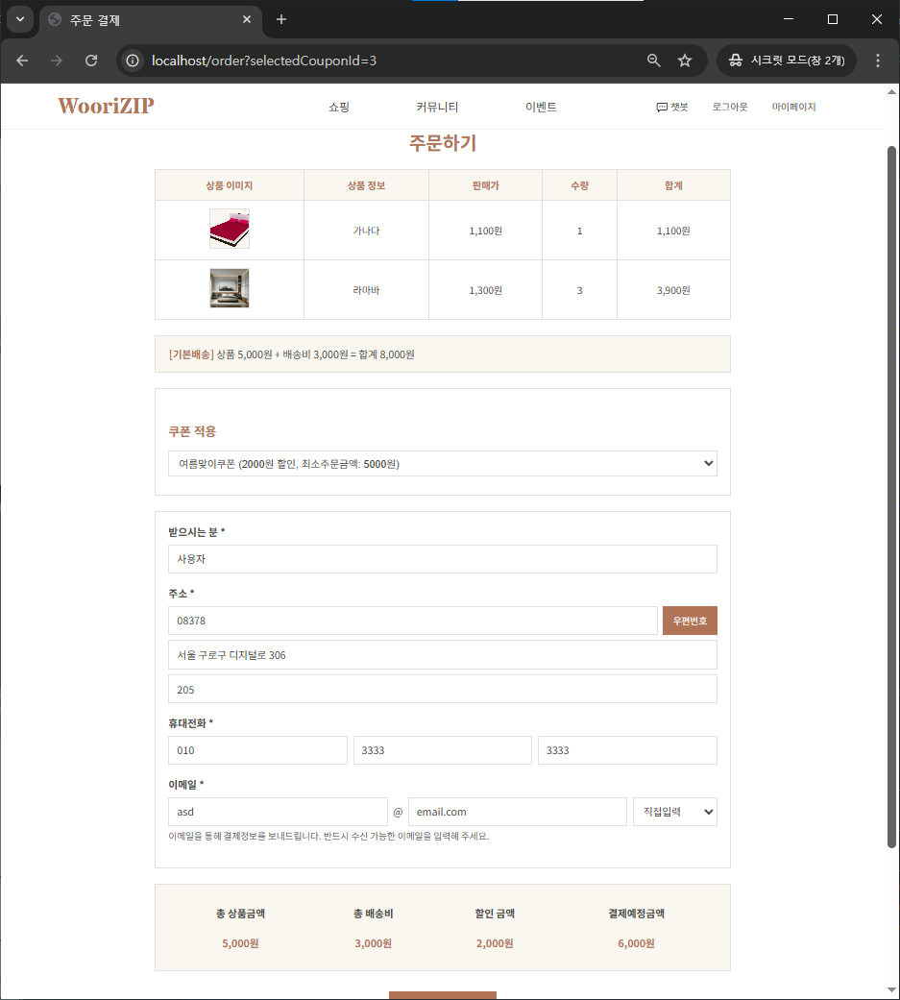 주문 결제
localhost/order?selectedCouponId=3
시크릿 모드(창 2개)
WooriZIP 쇼핑 커뮤니티 이벤트 챗봇 로그아웃 마이페이지
주문하기
상품 이미지 상품 정보 판매가 수량 합계
가나다 1,100원 1 1,100원
라마바 1,300원 3 3,900원
[기본배송] 상품 5,000원 + 배송비 3,000원 = 합계 8,000원
쿠폰 적용
여름맞이쿠폰 (2000원 할인, 최소주문금액: 5000원)
받으시는 분 *
사용자
주소 *
08378 우편번호
서울 구로구 디지털로 306
205
휴대전화 *
010 3333 3333
이메일 *
asd @ email.com 직접입력
이메일을 통해 결제정보를 보내드립니다. 반드시 수신 가능한 이메일을 입력해 주세요.
총 상품금액 총 배송비 할인 금액 결제예정금액
5,000원 3,000원 2,000원 6,000원